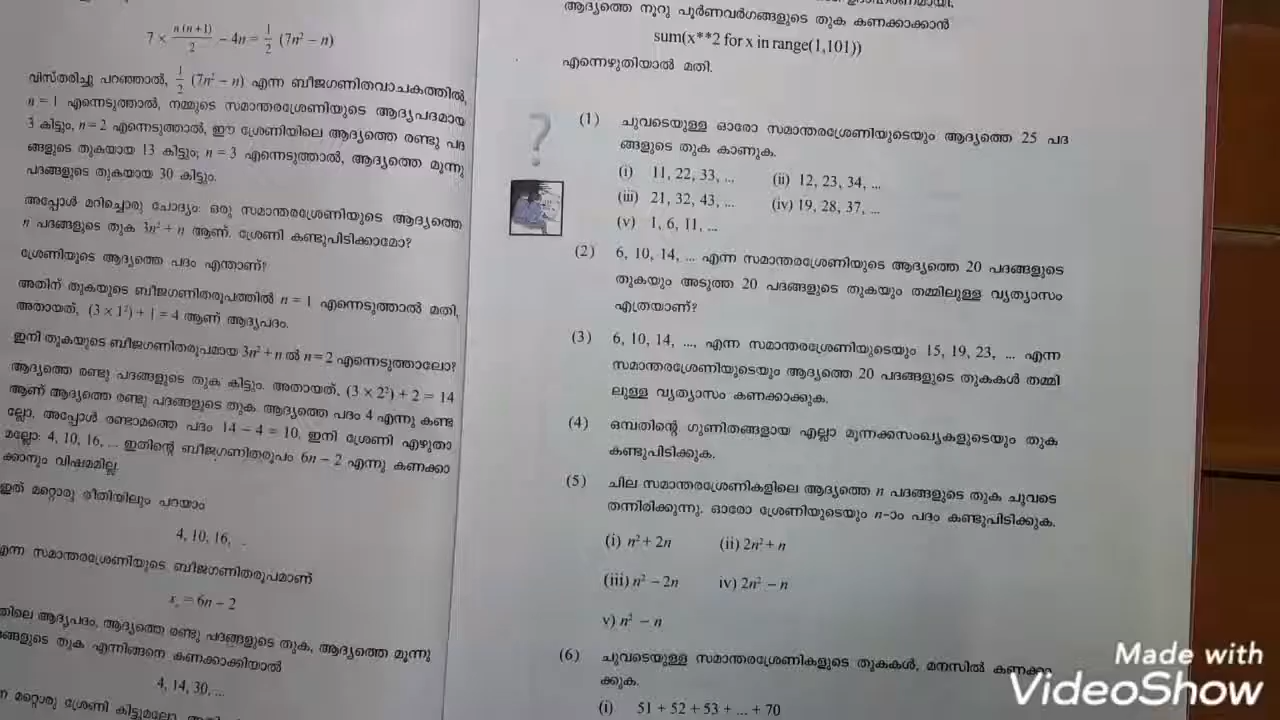 7 × n(n+1)/2 − 4n = 1/2 (7n² − n)
വിസ്തരിച്ചു പറഞ്ഞാൽ, 1/2 (7n² − n) എന്ന ബീജഗണിതവാചകത്തിൽ,
n = 1 എന്നെടുത്താൽ, നമ്മുടെ സമാന്തരശ്രേണിയുടെ ആദ്യപദമായ
3 കിട്ടും, n = 2 എന്നെടുത്താൽ, ഈ ശ്രേണിയിലെ ആദ്യത്തെ രണ്ടു പദ
ങ്ങളുടെ തുകയായ 13 കിട്ടും; n = 3 എന്നെടുത്താൽ, ആദ്യത്തെ മൂന്നു
പദങ്ങളുടെ തുകയായ 30 കിട്ടും.
അപ്പോൾ മറിച്ചൊരു ചോദ്യം: ഒരു സമാന്തരശ്രേണിയുടെ ആദ്യത്തെ
n പദങ്ങളുടെ തുക 3n² + n ആണ്. ശ്രേണി കണ്ടുപിടിക്കാമോ?
ശ്രേണിയുടെ ആദ്യത്തെ പദം എന്താണ്?
അതിന് തുകയുടെ ബീജഗണിതരൂപത്തിൽ n = 1 എന്നെടുത്താൽ മതി,
അതായത്, (3 × 1²) + 1 = 4 ആണ് ആദ്യപദം.
ഇനി തുകയുടെ ബീജഗണിതരൂപമായ 3n² + n ൽ n = 2 എന്നെടുത്താലോ?
ആദ്യത്തെ രണ്ടു പദങ്ങളുടെ തുക കിട്ടും. അതായത്, (3 × 2²) + 2 = 14
ആണ് ആദ്യത്തെ രണ്ടു പദങ്ങളുടെ തുക. ആദ്യത്തെ പദം 4 എന്നു കണ്ട
ല്ലോ, അപ്പോൾ രണ്ടാമത്തെ പദം 14 − 4 = 10, ഇനി ശ്രേണി എഴുതാ
മല്ലോ: 4, 10, 16, ... ഇതിന്റെ ബീജഗണിതരൂപം 6n − 2 എന്നു കണക്കാ
ക്കാനും വിഷമമില്ല.
ഇത് മറ്റൊരു രീതിയിലും പറയാം
4, 10, 16, ..
എന്ന സമാന്തരശ്രേണിയുടെ ബീജഗണിതരൂപമാണ്
xₙ = 6n − 2
ആദ്യപദം, ആദ്യത്തെ രണ്ടു പദങ്ങളുടെ തുക, ആദ്യത്തെ മൂന്നു
തുക എന്നിങ്ങനെ കണക്കാക്കിയാൽ
4, 14, 30, ...
മറ്റൊരു ശ്രേണി കിട്ടുമല്ലോ.
ആദ്യത്തെ നൂറു പൂർണവർഗങ്ങളുടെ തുക കണക്കാക്കാൻ
sum(x**2 for x in range(1,101))
എന്നെഴുതിയാൽ മതി.
(1) ചുവടെയുള്ള ഓരോ സമാന്തരശ്രേണിയുടെയും ആദ്യത്തെ 25 പദ
ങ്ങളുടെ തുക കാണുക.
(i) 11, 22, 33, ... (ii) 12, 23, 34, ...
(iii) 21, 32, 43, ... (iv) 19, 28, 37, ...
(v) 1, 6, 11, ...
(2) 6, 10, 14, ... എന്ന സമാന്തരശ്രേണിയുടെ ആദ്യത്തെ 20 പദങ്ങളുടെ
തുകയും അടുത്ത 20 പദങ്ങളുടെ തുകയും തമ്മിലുള്ള വ്യത്യാസം
എത്രയാണ്?
(3) 6, 10, 14, ..., എന്ന സമാന്തരശ്രേണിയുടെയും 15, 19, 23, ... എന്ന
സമാന്തരശ്രേണിയുടെയും ആദ്യത്തെ 20 പദങ്ങളുടെ തുകകൾ തമ്മി
ലുള്ള വ്യത്യാസം കണക്കാക്കുക.
(4) ഒമ്പതിന്റെ ഗുണിതങ്ങളായ എല്ലാ മൂന്നക്കസംഖ്യകളുടെയും തുക
കണ്ടുപിടിക്കുക.
(5) ചില സമാന്തരശ്രേണികളിലെ ആദ്യത്തെ n പദങ്ങളുടെ തുക ചുവടെ
തന്നിരിക്കുന്നു. ഓരോ ശ്രേണിയുടെയും n-ാം പദം കണ്ടുപിടിക്കുക.
(i) n² + 2n (ii) 2n² + n
(iii) n² − 2n iv) 2n² − n
v) n² − n
(6) ചുവടെയുള്ള സമാന്തരശ്രേണികളുടെ തുകകൾ, മനസിൽ കണക്കാ
ക്കുക.
(i) 51 + 52 + 53 + ... + 70
Made with
VideoShow